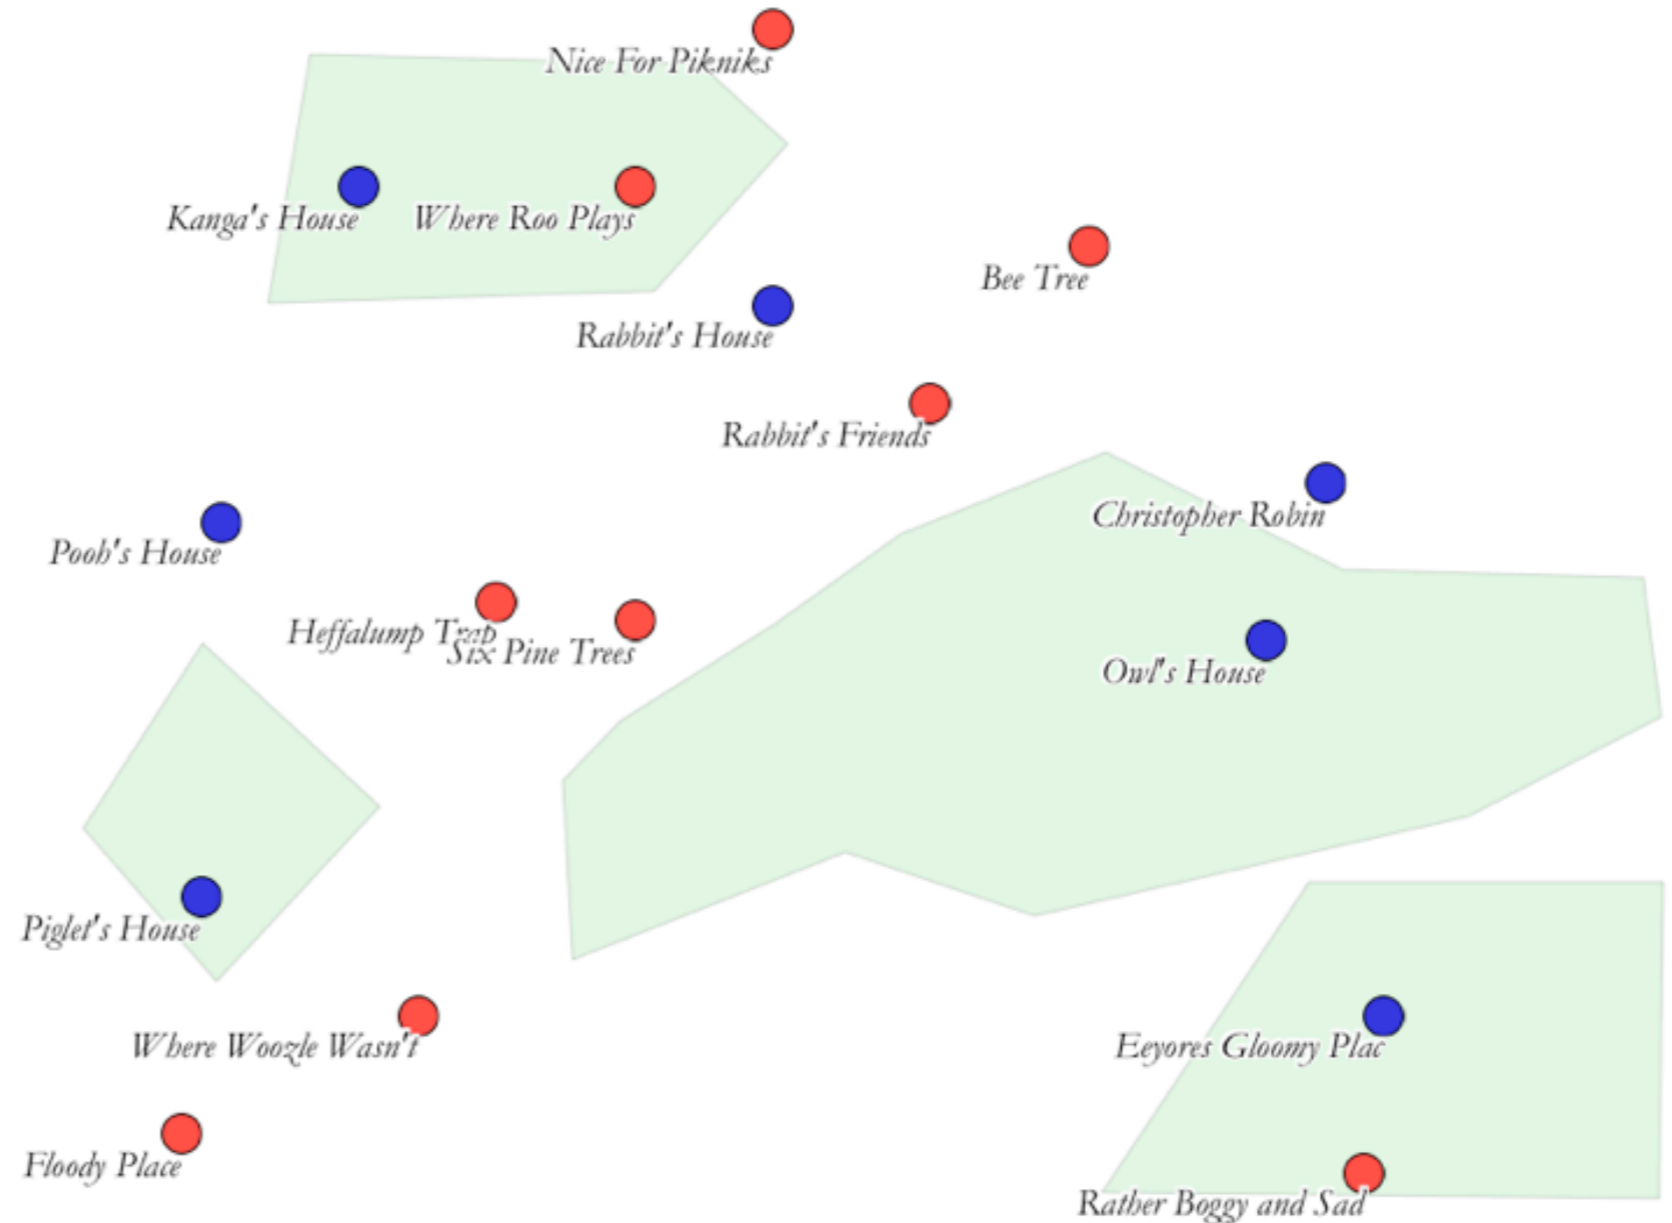 Nice For Pikniks
Kanga's House
Where Roo Plays
Bee Tree
Rabbit's House
Rabbit's Friends
Christopher Robin
Pooh's House
Heffalump Trap
Six Pine Trees
Owl's House
Piglet's House
Where Woozle Wasn't
Eeyores Gloomy Plac
Floody Place
Rather Boggy and Sad